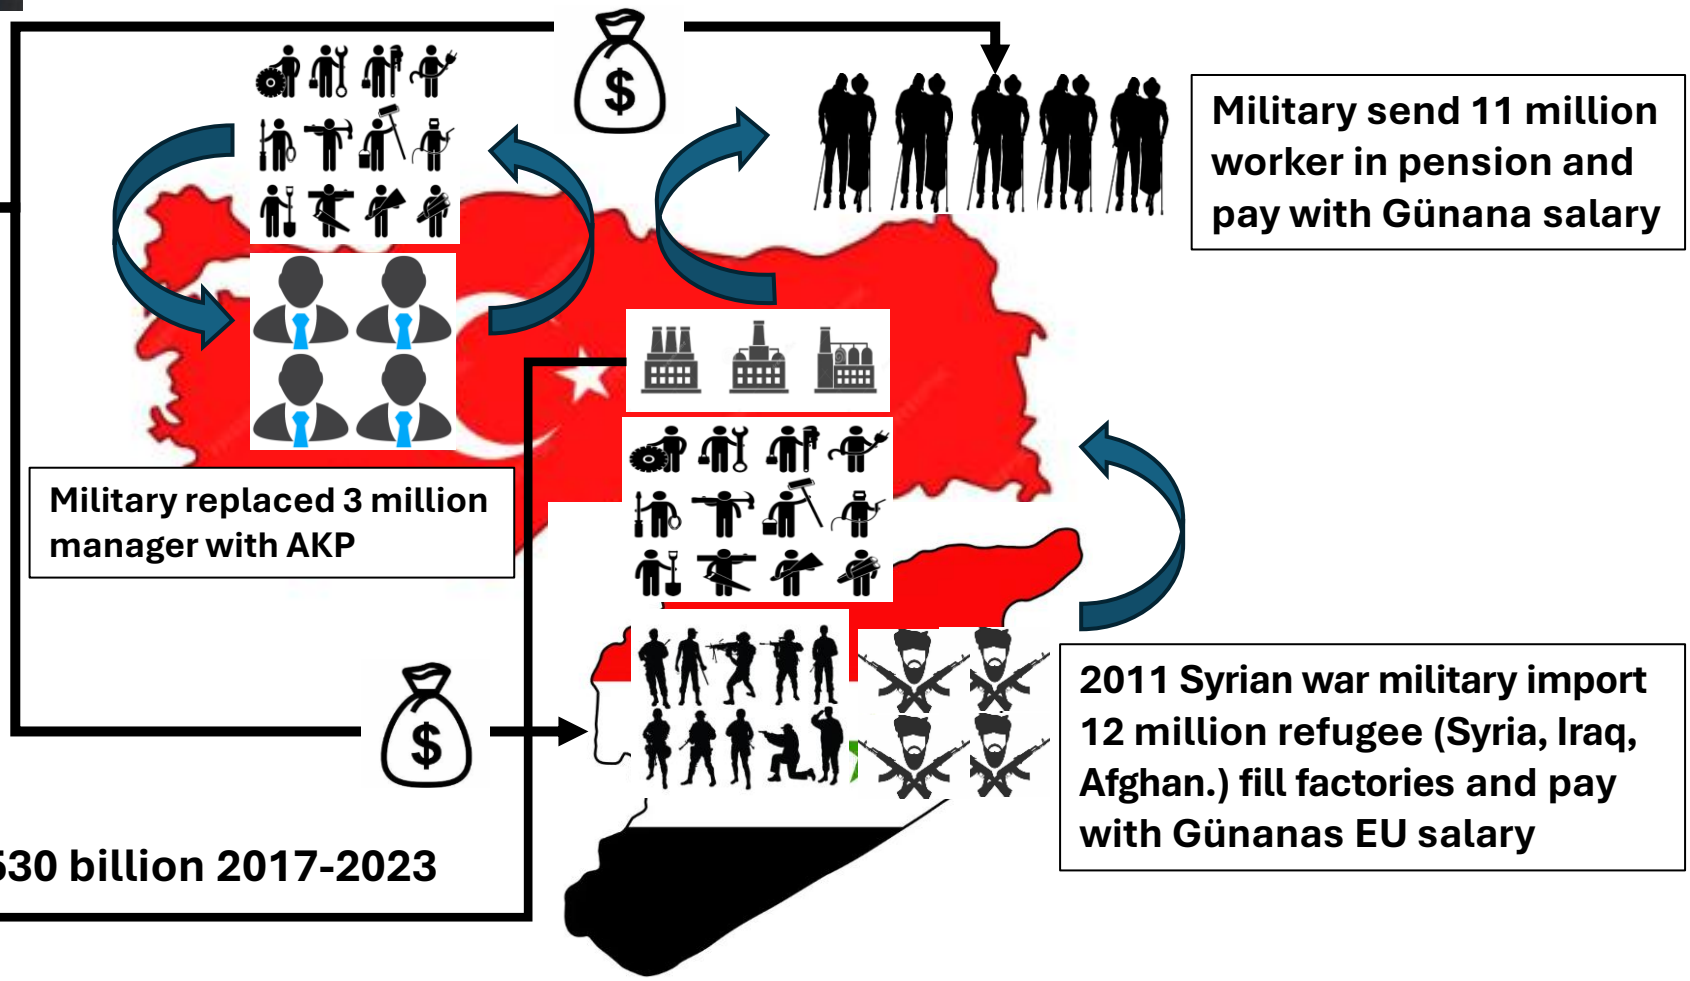 $
Military send 11 million
worker in pension and
pay with Günana salary
Military replaced 3 million
manager with AKP
$
2011 Syrian war military import
12 million refugee (Syria, Iraq,
Afghan.) fill factories and pay
with Günanas EU salary
530 billion 2017-2023